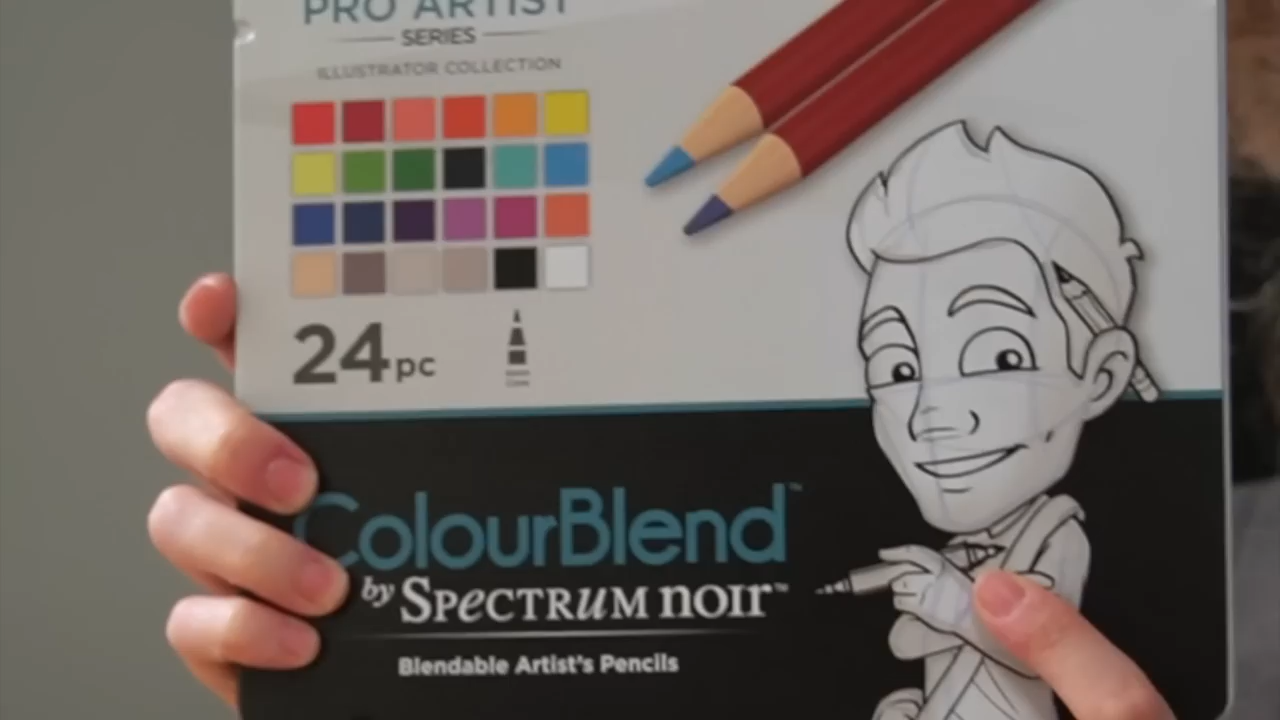 PRO ARTIST
SERIES
ILLUSTRATOR COLLECTION
24pc
ColourBlend™
by SPECTRUM NOIR™
Blendable Artist's Pencils